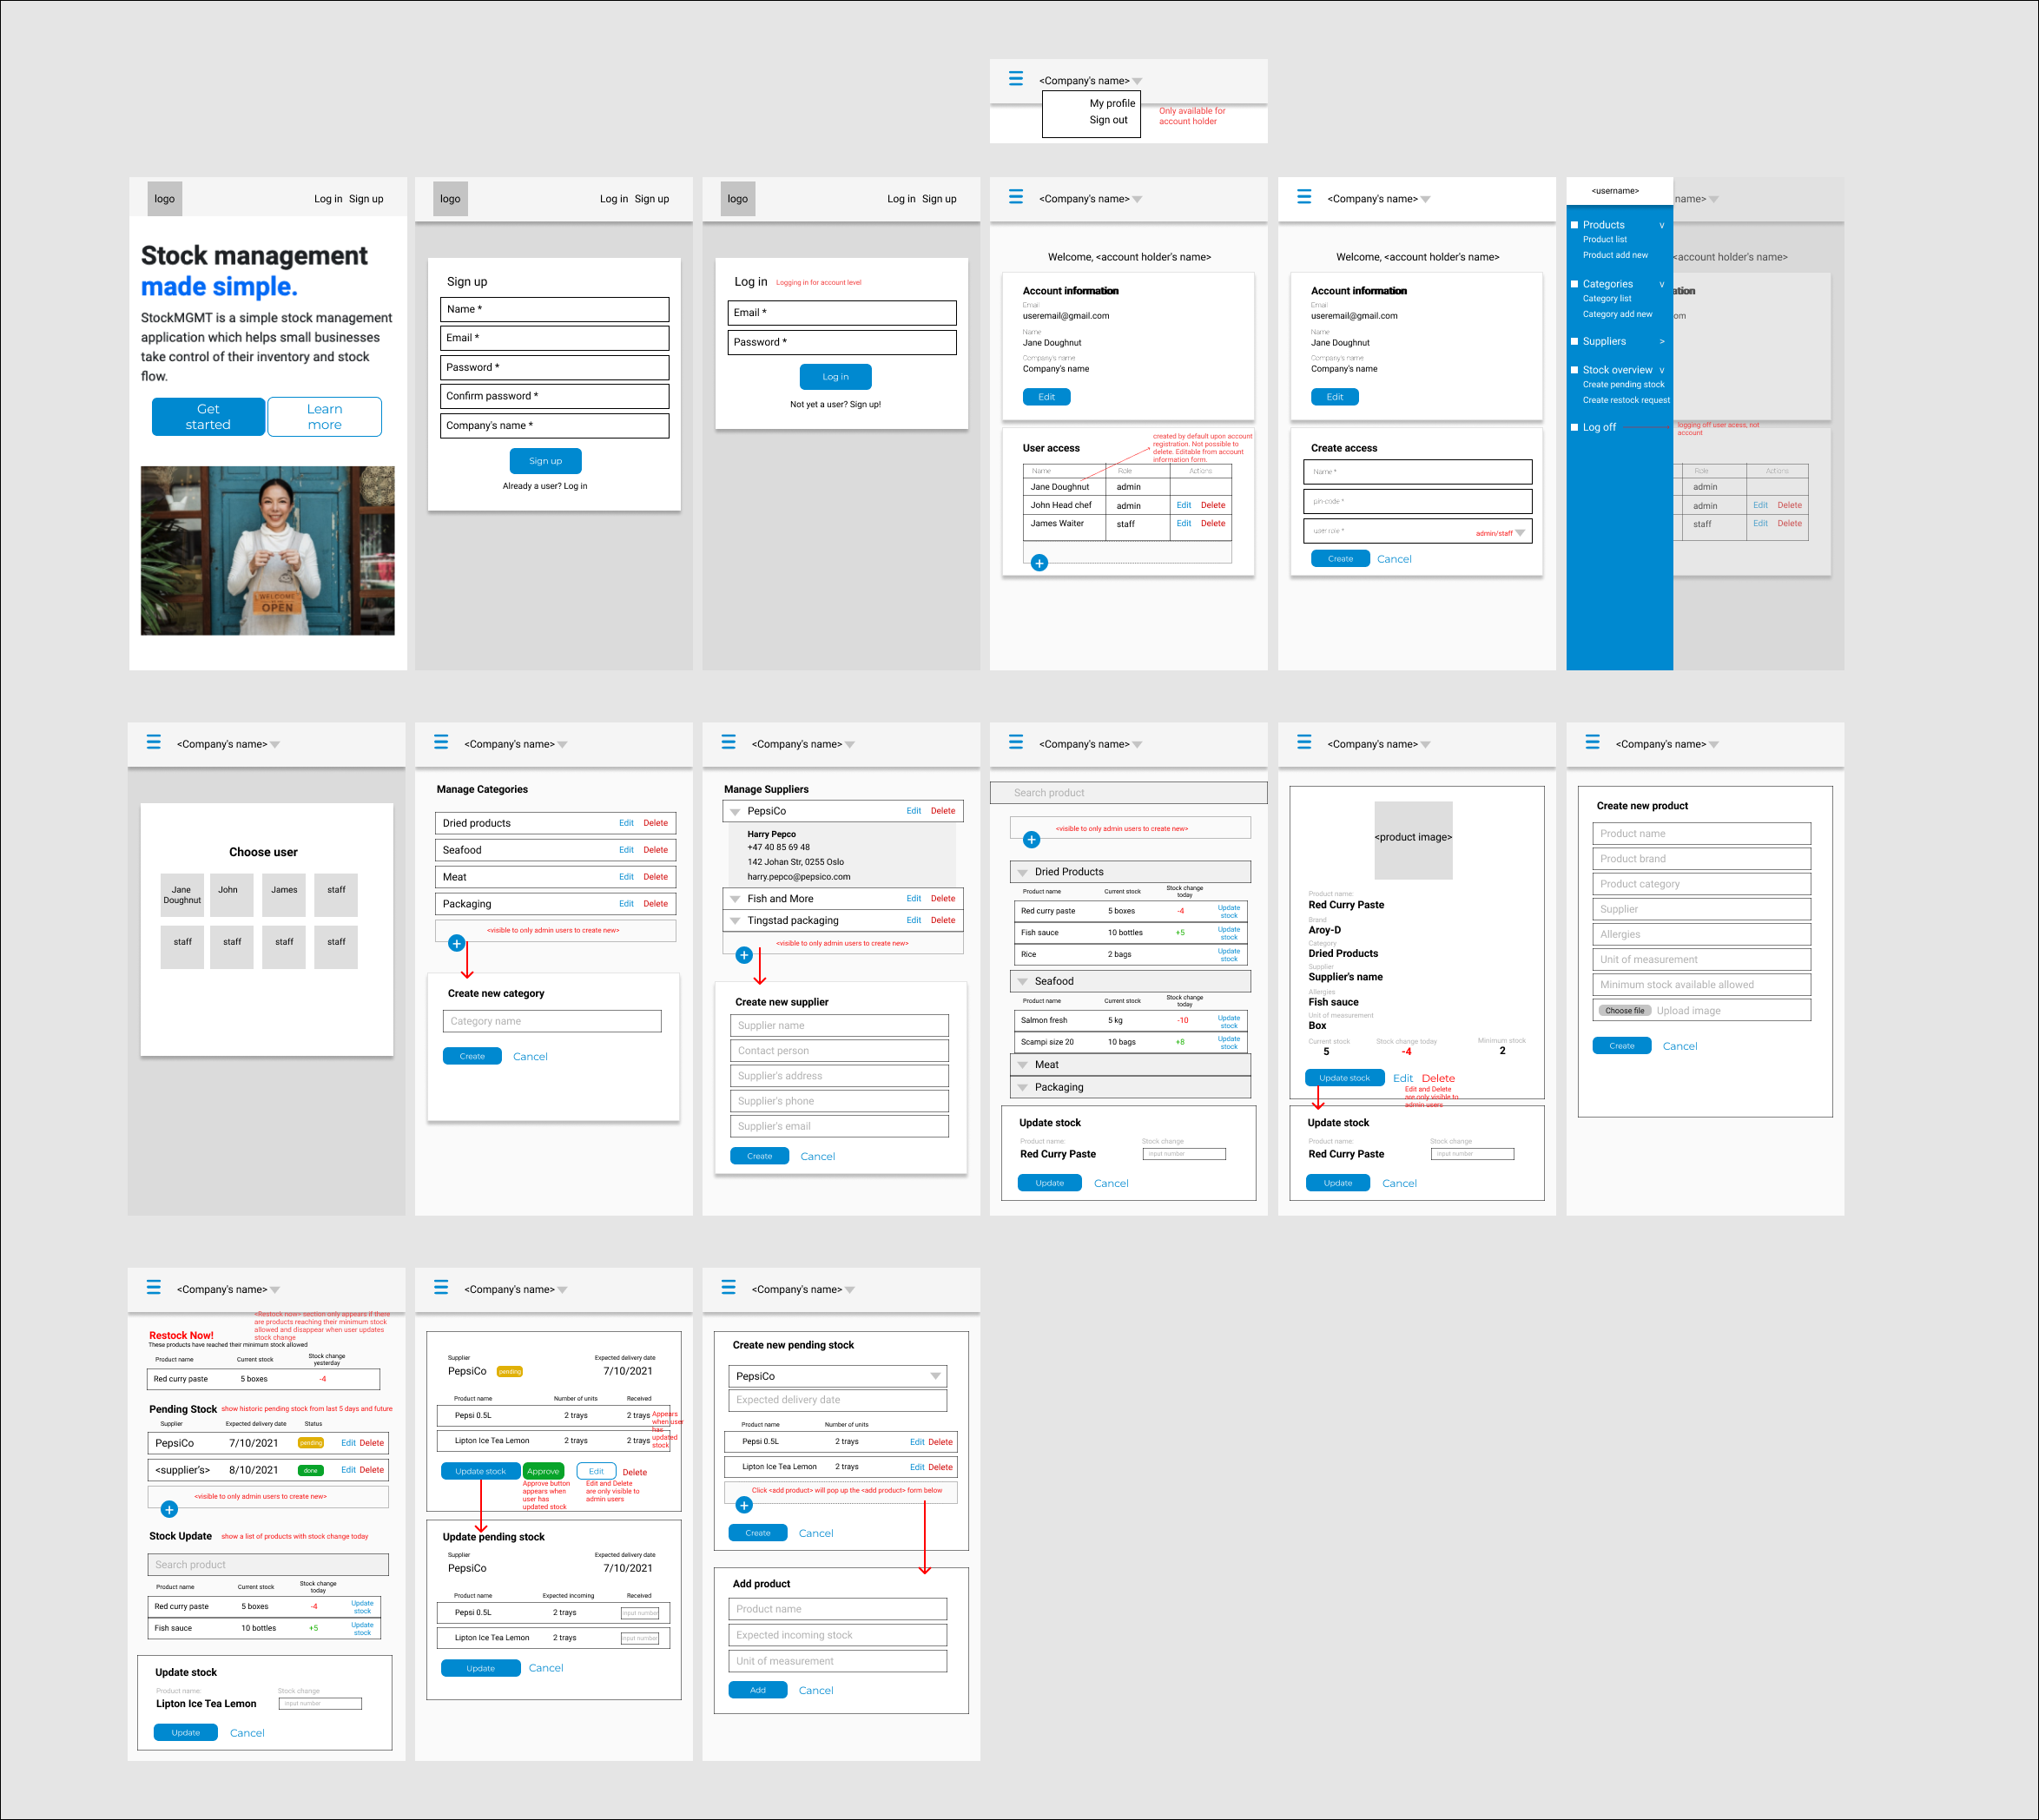 <Company's name>
My profile
Sign out
Only available for
account holder
logo
Log in Sign up
Stock management
made simple.
StockMGMT is a simple stock management
application which helps small businesses
take control of their inventory and stock
flow.
Get
started
Learn
more
WELCOME
OPEN
logo
Log in Sign up
Sign up
Name *
Email *
Password *
Confirm password *
Company's name *
Sign up
Already a user? Log in
logo
Log in Sign up
Log in Logging in for account level
Email *
Password *
Log in
Not yet a user? Sign up!
<Company's name>
Welcome, <account holder's name>
Account information
Email
useremail@gmail.com
Name
Jane Doughnut
Company's name
Company's name
Edit
created by default upon account
registration. Not possible to
delete. Editable from account
information form.
User access
Name Role Actions
Jane Doughnut admin
John Head chef admin Edit Delete
James Waiter staff Edit Delete
<Company's name>
Welcome, <account holder's name>
Account information
Email
useremail@gmail.com
Name
Jane Doughnut
Company's name
Company's name
Edit
Create access
Name *
pin-code *
user role * admin/staff
Create Cancel
<username>
Products v
Product list
Product add new
Categories v
Category list
Category add new
Suppliers >
Stock overview v
Create pending stock
Create restock request
Log off
logging off user acess, not
account
name>
<account holder's name>
ation
om
Role Actions
admin
admin Edit Delete
staff Edit Delete
<Company's name>
Choose user
Jane
Doughnut
John
James
staff
staff
staff
staff
staff
<Company's name>
Manage Categories
Dried products Edit Delete
Seafood Edit Delete
Meat Edit Delete
Packaging Edit Delete
<visible to only admin users to create new>
Create new category
Category name
Create Cancel
<Company's name>
Manage Suppliers
PepsiCo Edit Delete
Harry Pepco
+47 40 85 69 48
142 Johan Str, 0255 Oslo
harry.pepco@pepsico.com
Fish and More Edit Delete
Tingstad packaging Edit Delete
<visible to only admin users to create new>
Create new supplier
Supplier name
Contact person
Supplier's address
Supplier's phone
Supplier's email
Create Cancel
<Company's name>
Search product
<visible to only admin users to create new>
Dried Products
Product name Current stock Stock change
today
Red curry paste 5 boxes -4 Update
stock
Fish sauce 10 bottles +5 Update
stock
Rice 2 bags Update
stock
Seafood
Product name Current stock Stock change
today
Salmon fresh 5 kg -10 Update
stock
Scampi size 20 10 bags +8 Update
stock
Meat
Packaging
Update stock
Product name: Stock change
Red Curry Paste Input number
Update Cancel
<Company's name>
<product image>
Product name:
Red Curry Paste
Brand
Aroy-D
Category
Dried Products
Supplier
Supplier's name
Allergies
Fish sauce
Unit of measurement
Box
Current stock Stock change today Minimum stock
5 -4 2
Update stock Edit Delete
Edit and Delete
are only visible to
admin users
Update stock
Product name: Stock change
Red Curry Paste Input number
Update Cancel
<Company's name>
Create new product
Product name
Product brand
Product category
Supplier
Allergies
Unit of measurement
Minimum stock available allowed
Choose file Upload image
Create Cancel
<Company's name>
<Restock now> section only appears if there
are products reaching their minimum stock
allowed and disappear when user updates
stock change
Restock Now!
These products have reached their minimum stock allowed
Product name Current stock Stock change
yesterday
Red curry paste 5 boxes -4
Pending Stock show historic pending stock from last 5 days and future
Supplier Expected delivery date Status
PepsiCo 7/10/2021 pending Edit Delete
<supplier's> 8/10/2021 done Edit Delete
<visible to only admin users to create new>
Stock Update show a list of products with stock change today
Search product
Product name Current stock Stock change
today
Red curry paste 5 boxes -4 Update
stock
Fish sauce 10 bottles +5 Update
stock
Update stock
Product name: Stock change
Lipton Ice Tea Lemon Input number
Update Cancel
<Company's name>
Supplier Expected delivery date
PepsiCo pending 7/10/2021
Product name Number of units Received
Pepsi 0.5L 2 trays 2 trays
Lipton Ice Tea Lemon 2 trays 2 trays
Appears
when user
has
updated
stock
Update stock Approve Edit Delete
Approve button
appears when
user has
updated stock
Edit and Delete
are only visible to
admin users
Update pending stock
Supplier Expected delivery date
PepsiCo 7/10/2021
Product name Expected incoming Received
Pepsi 0.5L 2 trays Input number
Lipton Ice Tea Lemon 2 trays Input number
Update Cancel
<Company's name>
Create new pending stock
PepsiCo
Expected delivery date
Product name Number of units
Pepsi 0.5L 2 trays Edit Delete
Lipton Ice Tea Lemon 2 trays Edit Delete
Click <add product> will pop up the <add product> form below
Create Cancel
Add product
Product name
Expected incoming stock
Unit of measurement
Add Cancel